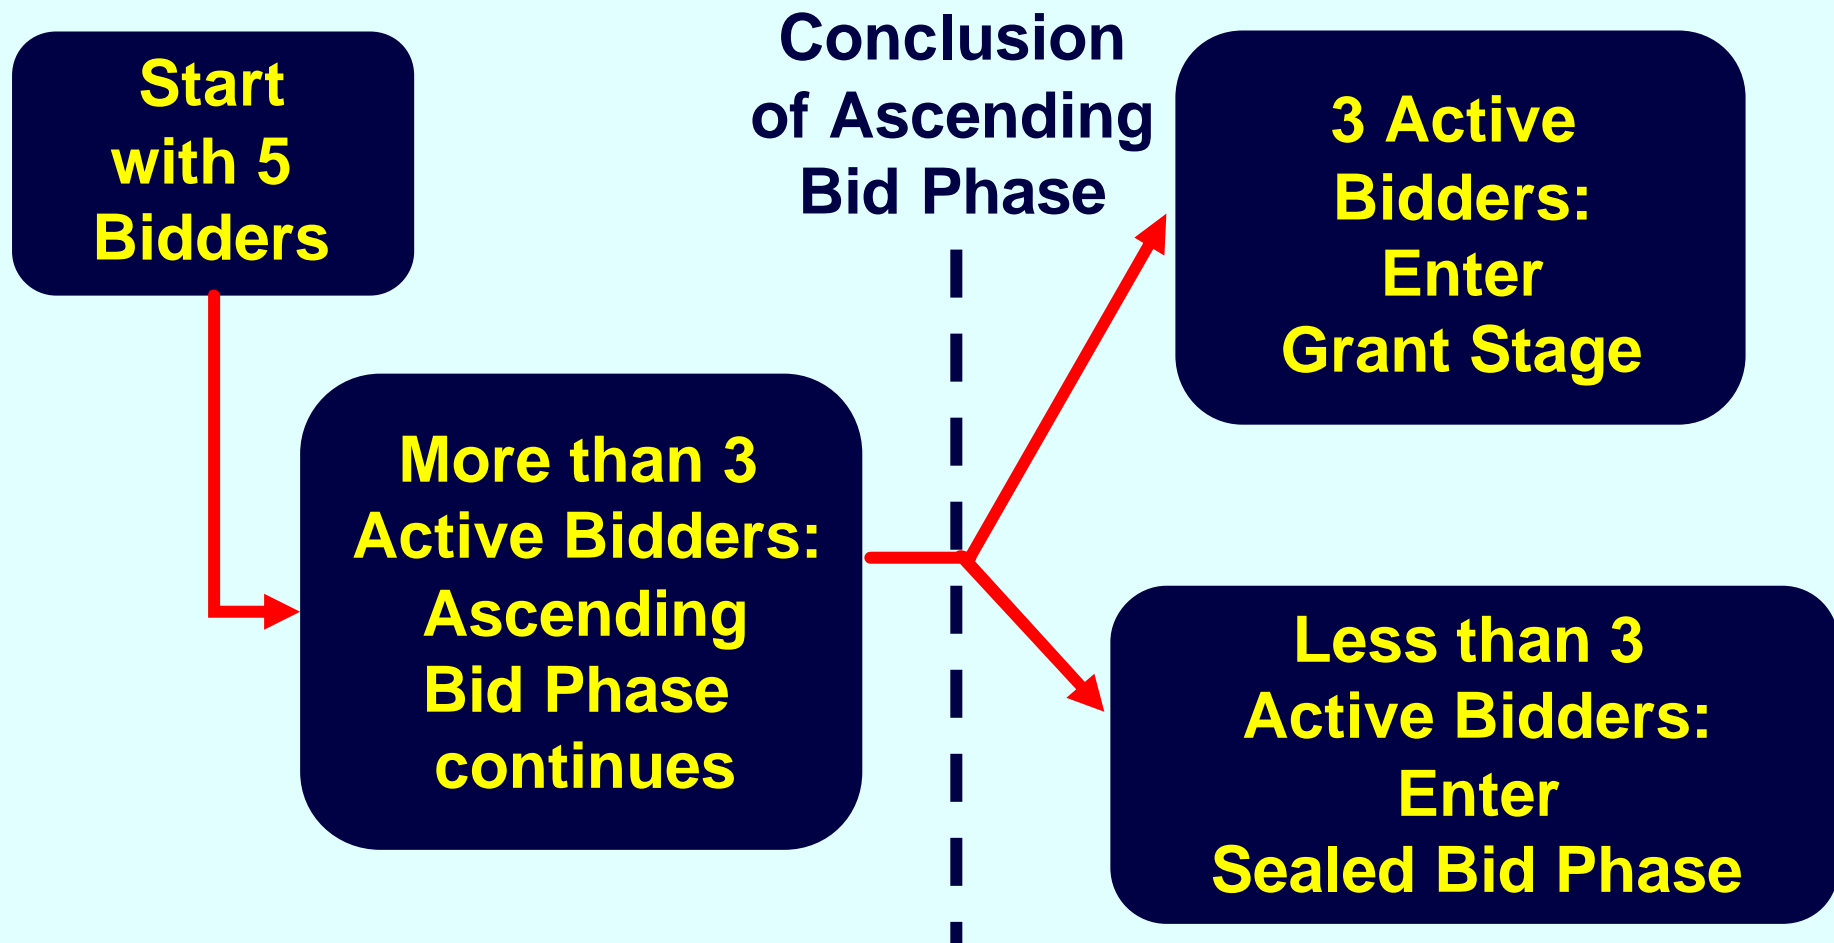 Start
with 5
Bidders
Conclusion
of Ascending
Bid Phase
3 Active
Bidders:
Enter
Grant Stage
More than 3
Active Bidders:
Ascending
Bid Phase
continues
Less than 3
Active Bidders:
Enter
Sealed Bid Phase